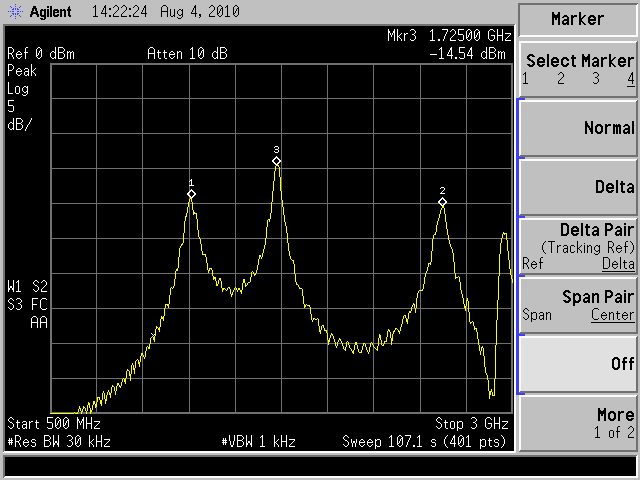 Agilent 14:22:24 Aug 4, 2010
Mkr3 1.72500 GHz
Ref 0 dBm Atten 10 dB -14.54 dBm
Peak
Log
5
dB/
3
1
2
W1 S2
S3 FC
AA
Start 500 MHz Stop 3 GHz
#Res BW 30 kHz #VBW 1 kHz Sweep 107.1 s (401 pts)
Marker
Select Marker
1 2 3 4
Normal
Delta
Delta Pair
(Tracking Ref)
Ref Delta
Span Pair
Span Center
Off
More
1 of 2